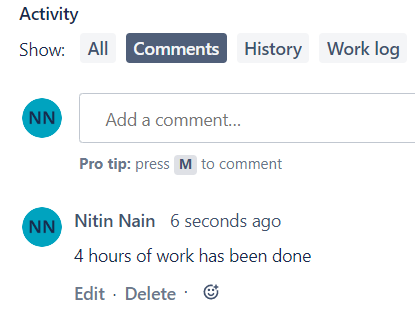 Activity
Show: All Comments History Work log
NN Add a comment...
Pro tip: press M to comment
NN Nitin Nain 6 seconds ago
4 hours of work has been done
Edit · Delete ·